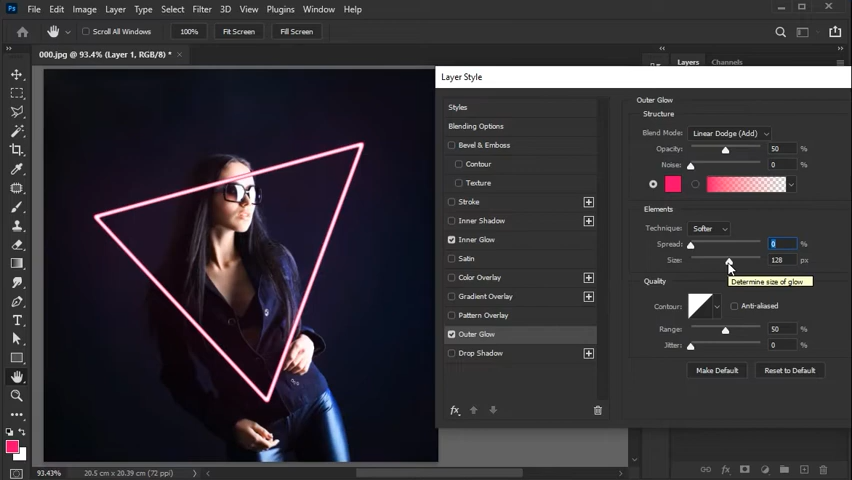 Ps File Edit Image Layer Type Select Filter 3D View Plugins Window Help
Scroll All Windows 100% Fit Screen Fill Screen
000.jpg @ 93.4% (Layer 1, RGB/8) * ×
Layers Channels
Layer Style
Styles
Blending Options
Bevel & Emboss
Contour
Texture
Stroke
Inner Shadow
Inner Glow
Satin
Color Overlay
Gradient Overlay
Pattern Overlay
Outer Glow
Drop Shadow
fx
Outer Glow
Structure
Blend Mode: Linear Dodge (Add)
Opacity: 50 %
Noise: 0 %
Elements
Technique: Softer
Spread: 0 %
Size: 128 px
Determine size of glow
Quality
Contour: Anti-aliased
Range: 50 %
Jitter: 0 %
Make Default Reset to Default
T
93.43% 20.5 cm x 20.39 cm (72 ppi)
fx